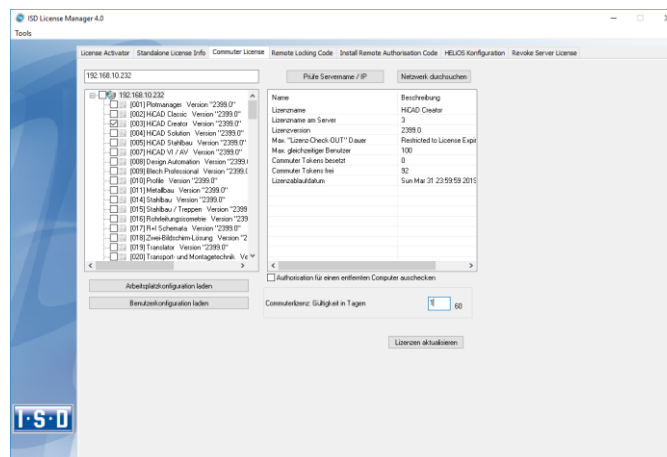 ISD License Manager 4.0
Tools
License Activator Standalone License Info Commuter License Remote Locking Code Install Remote Authorisation Code HELiOS Konfiguration Revoke Server License
192.168.10.232
Prüfe Servername / IP
Netzwerk durchsuchen
192.168.10.232
[001] Plotmanager Version "2399.0"
[002] HiCAD Classic Version "2399.0"
[003] HiCAD Creator Version "2399.0"
[004] HiCAD Solution Version "2399.0"
[005] HiCAD Stahlbau Version "2399.0"
[007] HiCAD VI / AV Version "2399.0"
[008] Design Automation Version "2399.(
[009] Blech Professional Version "2399.(
[010] Profile Version "2399.0"
[011] Metallbau Version "2399.0"
[014] Stahlbau Version "2399.0"
[015] Stahlbau / Treppen Version "2399
[016] Rohrleitungsisometrie Version "239
[017] R+I Schemata Version "2399.0"
[018] Zwei-Bildschirm-Lösung Version "2
[019] Translator Version "2399.0"
[020] Transport- und Montagetechnik Ve
Name Beschreibung
Lizenzname HiCAD Creator
Lizenzname am Server 3
Lizenzversion 2399.0
Max. "Lizenz-Check-OUT" Dauer Restricted to License Expir
Max. gleichzeitiger Benutzer 100
Commuter Tokens besetzt 0
Commuter Tokens frei 92
Lizenzablaufdatum Sun Mar 31 23:59:59 2019
Authorisation für einen entfernten Computer auschecken
Arbeitsplatzkonfiguration laden
Benutzerkonfiguration laden
Commuterlizenz: Gültigkeit in Tagen 1 60
Lizenzen aktualisieren
I·S·D